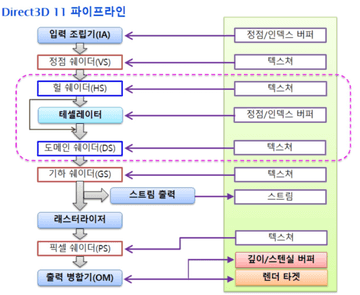 Direct3D 11 파이프라인
입력 조립기(IA)
정점/인덱스 버퍼
정점 쉐이더(VS)
텍스쳐
헐 쉐이더(HS)
텍스쳐
테셀레이터
정점/인덱스 버퍼
도메인 쉐이더(DS)
텍스쳐
기하 쉐이더(GS)
텍스쳐
스트림 출력
스트림
래스터라이저
텍스쳐
픽셀 쉐이더(PS)
깊이/스텐실 버퍼
출력 병합기(OM)
렌더 타겟